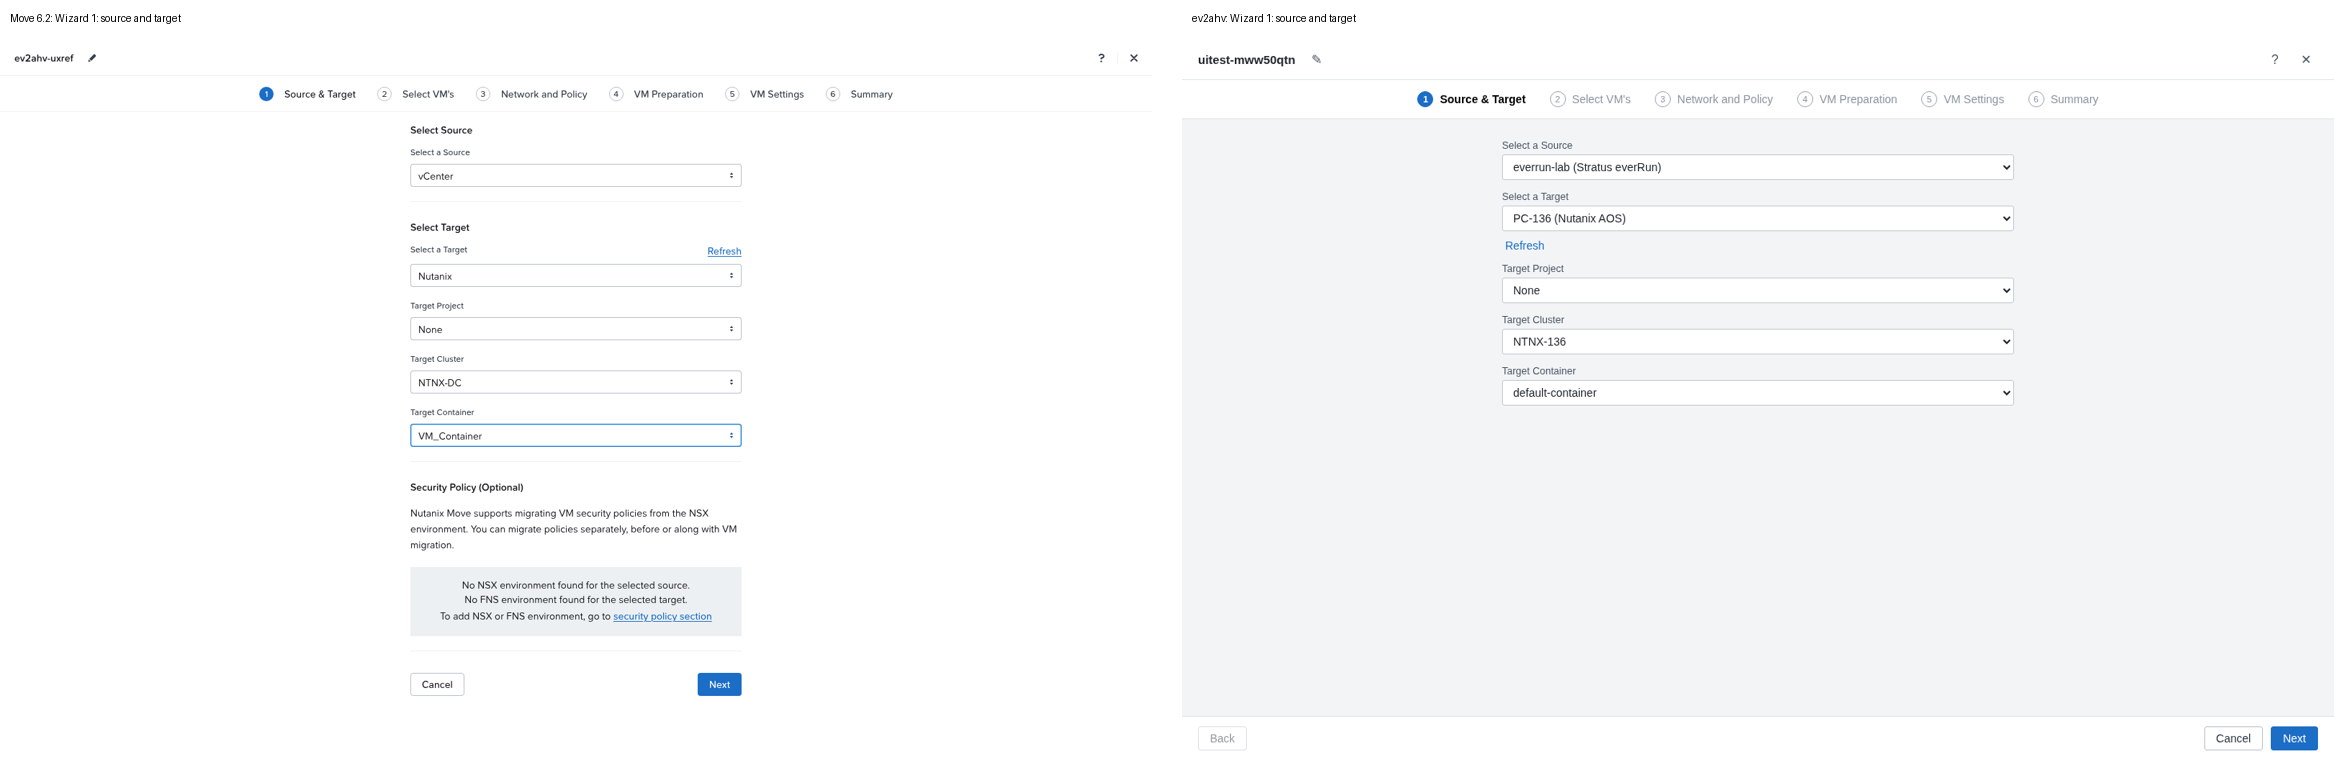 Move 6.2: Wizard 1: source and target
ev2ahv-uxref
?
1 Source & Target 2 Select VM's 3 Network and Policy 4 VM Preparation 5 VM Settings 6 Summary
Select Source
Select a Source
vCenter
Select Target
Select a Target Refresh
Nutanix
Target Project
None
Target Cluster
NTNX-DC
Target Container
VM_Container
Security Policy (Optional)
Nutanix Move supports migrating VM security policies from the NSX
environment. You can migrate policies separately, before or along with VM
migration.
No NSX environment found for the selected source.
No FNS environment found for the selected target.
To add NSX or FNS environment, go to security policy section
Cancel Next
ev2ahv: Wizard 1: source and target
uitest-mww50qtn
?
1 Source & Target 2 Select VM's 3 Network and Policy 4 VM Preparation 5 VM Settings 6 Summary
Select a Source
everrun-lab (Stratus everRun)
Select a Target
PC-136 (Nutanix AOS)
Refresh
Target Project
None
Target Cluster
NTNX-136
Target Container
default-container
Back Cancel Next